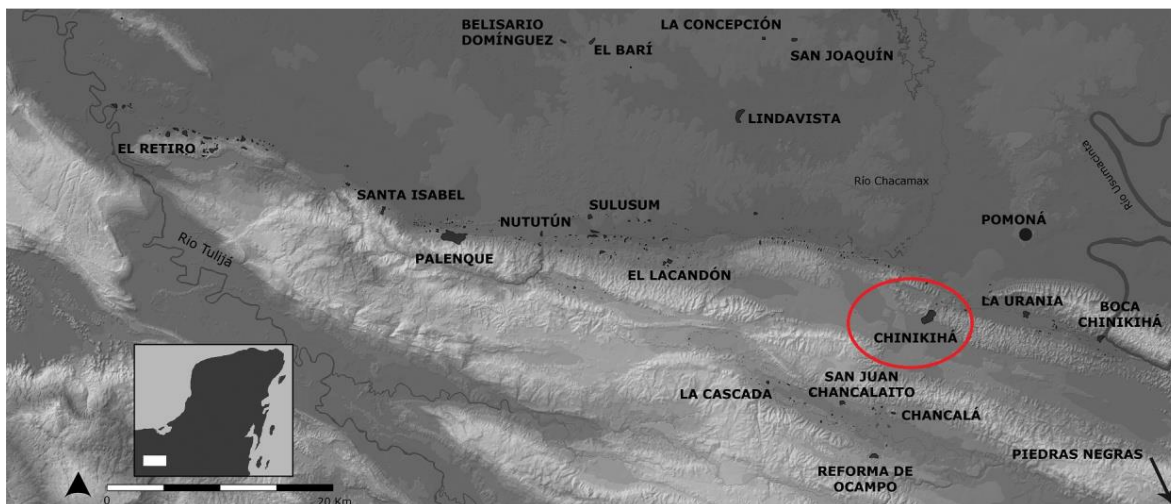 BELISARIO
DOMÍNGUEZ
EL BARÍ
LA CONCEPCIÓN
SAN JOAQUÍN
LINDAVISTA
EL RETIRO
SANTA ISABEL
SULUSUM
NUTUTÚN
PALENQUE
EL LACANDÓN
Río Tulijá
Río Chacamax
Río Usumacinta
POMONÁ
LA URANIA
BOCA
CHINIKIHÁ
CHINIKIHÁ
SAN JUAN
CHANCALAITO
LA CASCADA
CHANCALÁ
REFORMA DE
OCAMPO
PIEDRAS NEGRAS
0
20 Km